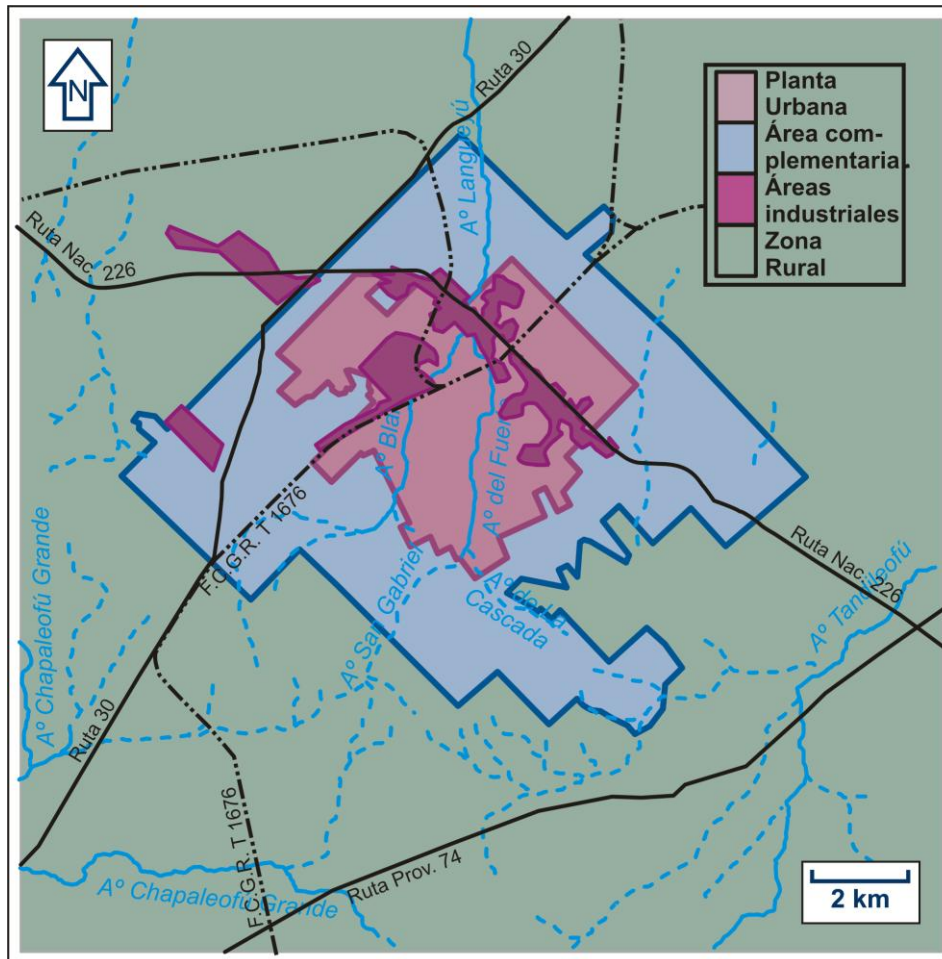 N
Ruta 30
Aº Langueyú
Planta
Urbana
Área com-
plementaria.
Áreas
industriales
Zona
Rural
Ruta Nac. 226
Aº Blan
Aº del Fuerte
F.C.G.R. T 1676
Aº San Gabriel
Aº de La
Cascada
Ruta Nac. 226
Aº Tandileofú
Aº Chapaleofú Grande
Ruta 30
F.C.G.R. T 1676
Aº Chapaleofú Grande
Ruta Prov. 74
2 km